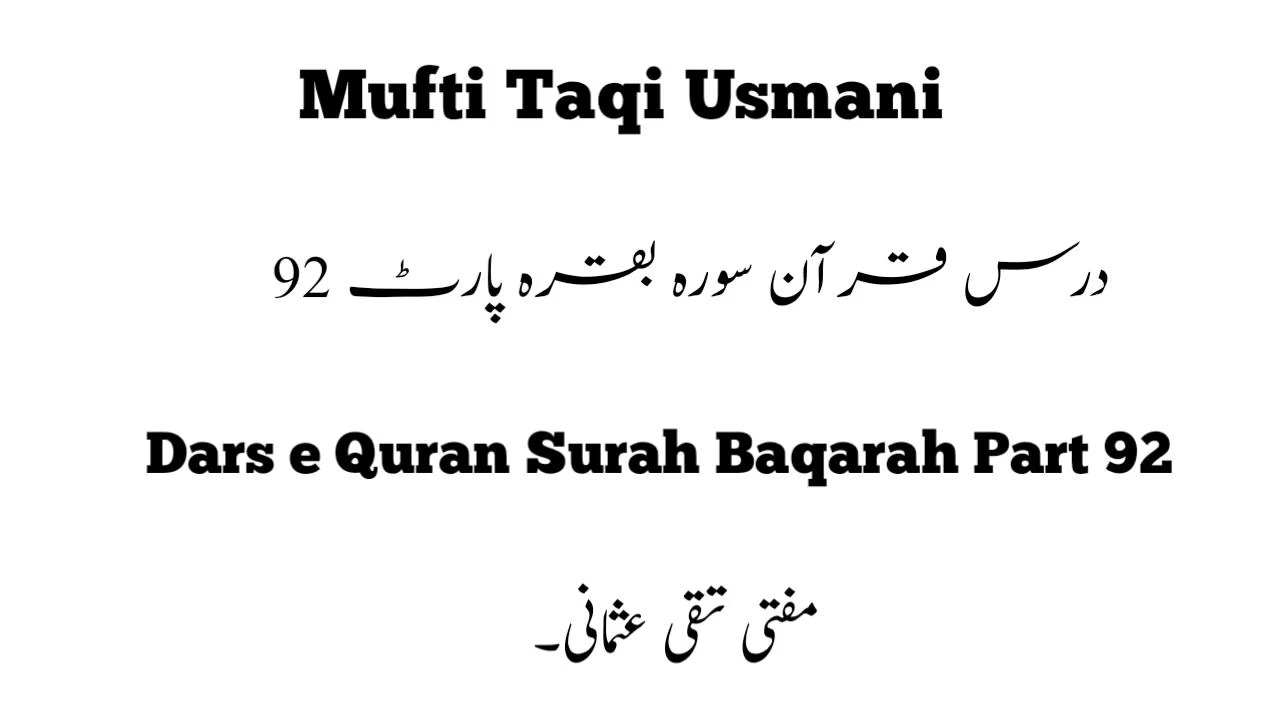 Mufti Taqi Usmani
درس قرآن سورہ بقرہ پارٹ 92
Dars e Quran Surah Baqarah Part 92
مفتی تقی عثمانی۔